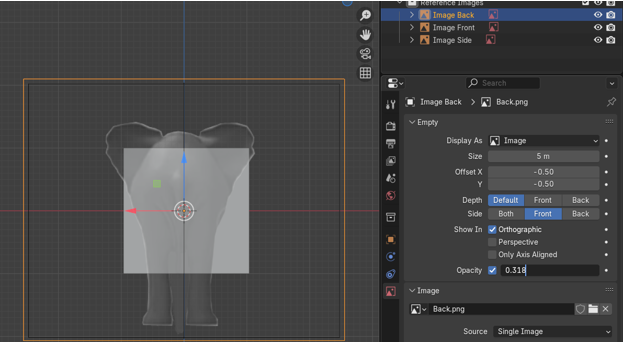 Reference Images
Image Back
Image Front
Image Side
Search
Image Back > Back.png
Empty
Display As Image
Size 5 m
Offset X -0.50
Y -0.50
Depth Default Front Back
Side Both Front Back
Show In Orthographic
Perspective
Only Axis Aligned
Opacity 0.318
Image
Back.png
Source Single Image